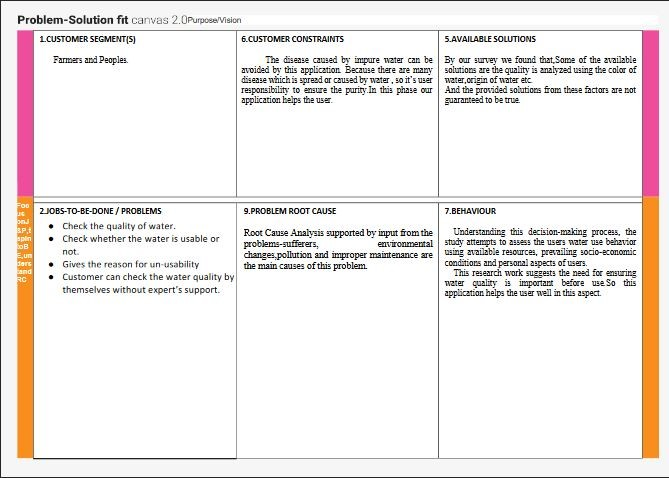 Problem-Solution fit canvas 2.0Purpose/Vision
1.CUSTOMER SEGMENT(S)
Farmers and Peoples.
6.CUSTOMER CONSTRAINTS
The disease caused by impure water can be
avoided by this application. Because there are many
disease which is spread or caused by water , so it's user
responsibility to ensure the purity.In this phase our
application helps the user.
5.AVAILABLE SOLUTIONS
By our survey we found that,Some of the available
solutions are the quality is analyzed using the color of
water,origin of water etc.
And the provided solutions from these factors are not
guaranteed to be true.
Foc
us
onJ
&P,t
apin
toB
E,un
ders
tand
RC
2.JOBS-TO-BE-DONE / PROBLEMS
● Check the quality of water.
● Check whether the water is usable or
not.
● Gives the reason for un-usability
● Customer can check the water quality by
themselves without expert's support.
9.PROBLEM ROOT CAUSE
Root Cause Analysis supported by input from the
problems-sufferers, environmental
changes,pollution and improper maintenance are
the main causes of this problem.
7.BEHAVIOUR
Understanding this decision-making process, the
study attempts to assess the users water use behavior
using available resources, prevailing socio-economic
conditions and personal aspects of users.
This research work suggests the need for ensuring
water quality is important before use.So this
application helps the user well in this aspect.